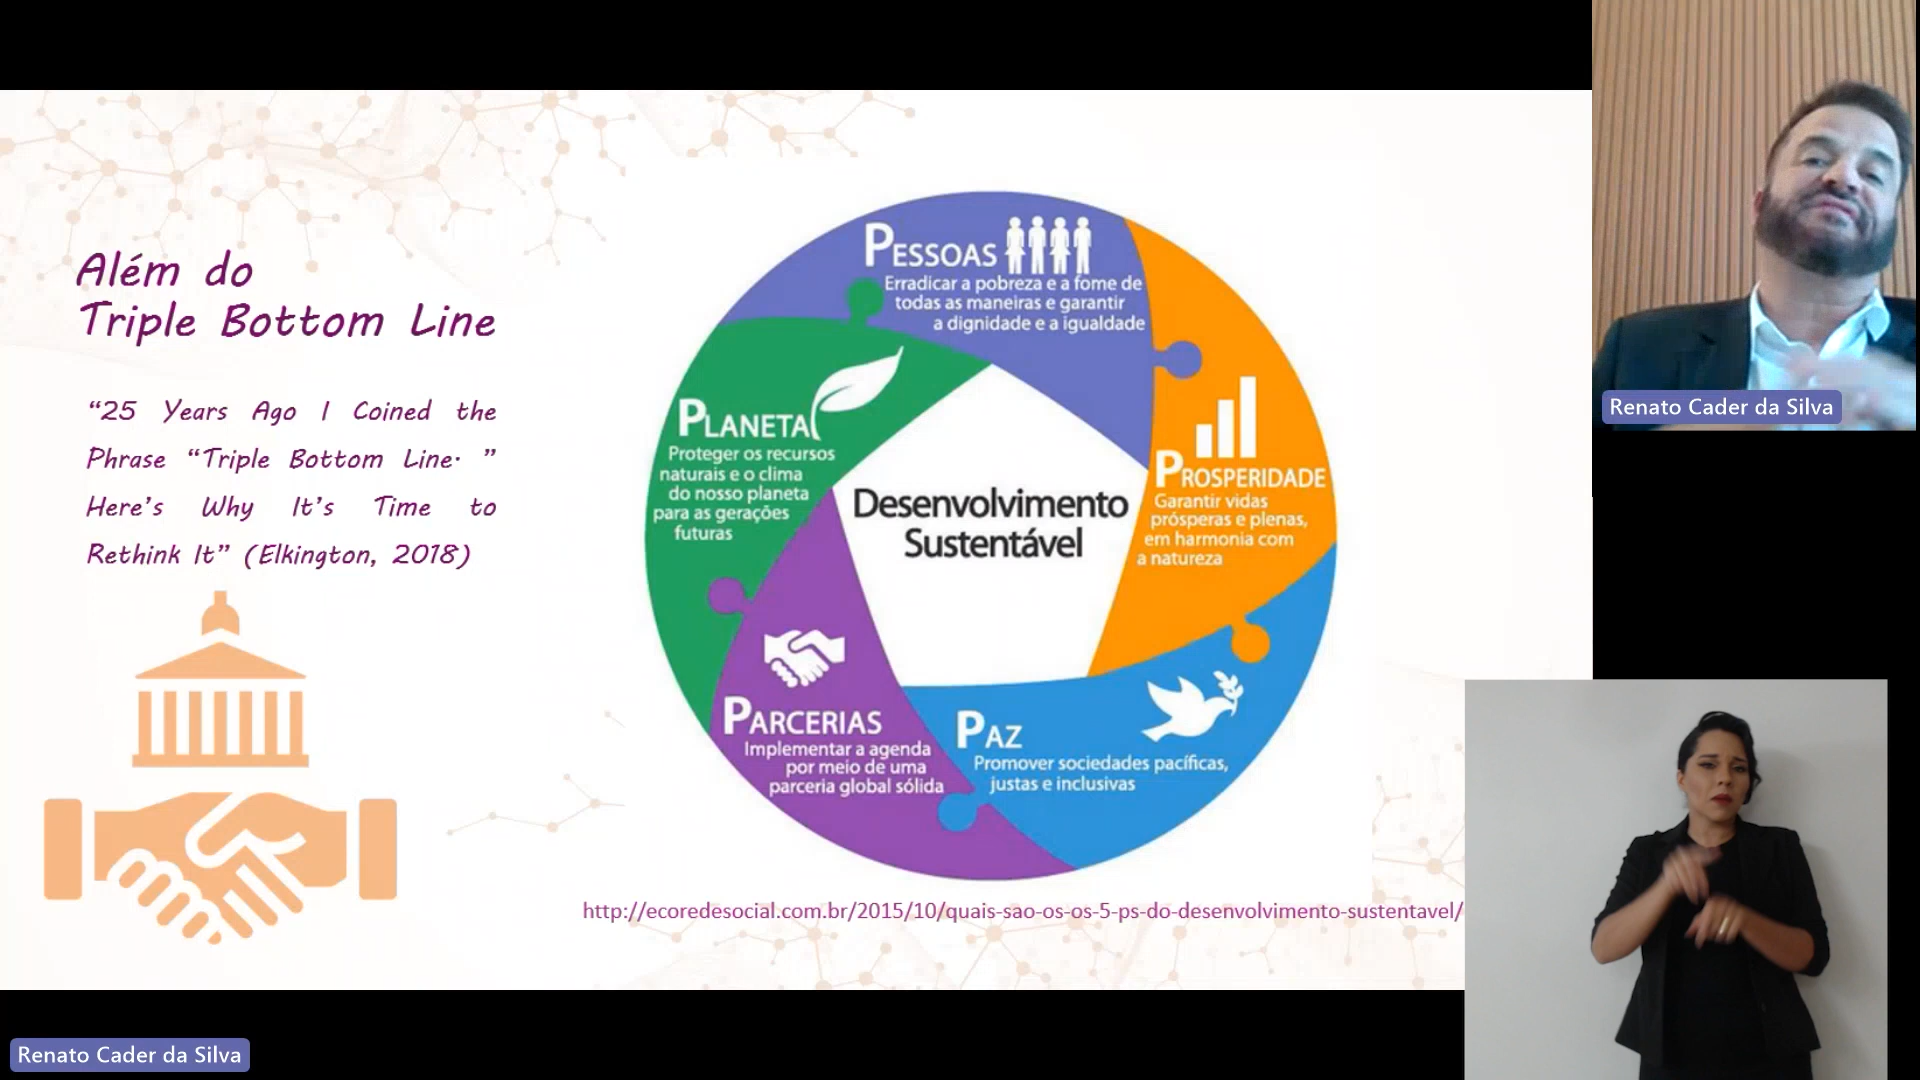 Além do
Triple Bottom Line
“25 Years Ago I Coined the
Phrase “Triple Bottom Line. ”
Here’s Why It’s Time to
Rethink It” (Elkington, 2018)
PESSOAS
Erradicar a pobreza e a fome de
todas as maneiras e garantir
a dignidade e a igualdade
PLANETA
Proteger os recursos
naturais e o clima
do nosso planeta
para as gerações
futuras
Desenvolvimento
Sustentável
PROSPERIDADE
Garantir vidas
prósperas e plenas,
em harmonia com
a natureza
PARCERIAS
Implementar a agenda
por meio de uma
parceria global sólida
PAZ
Promover sociedades pacíficas,
justas e inclusivas
http://ecoredesocial.com.br/2015/10/quais-sao-os-os-5-ps-do-desenvolvimento-sustentavel/
Renato Cader da Silva
Renato Cader da Silva